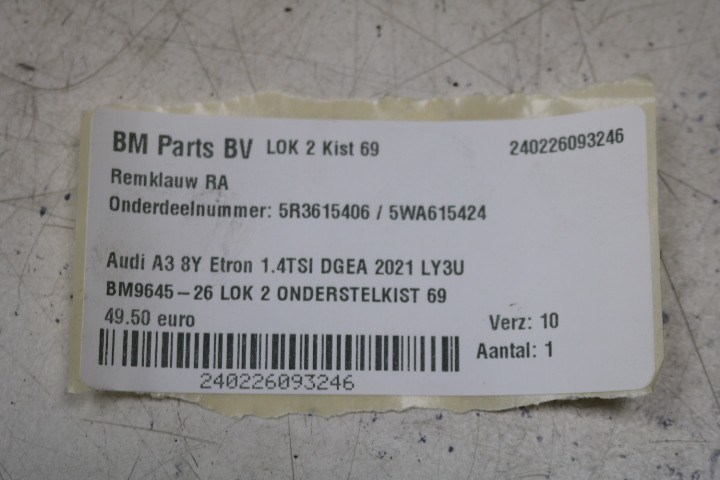 BM Parts BV LOK 2 Kist 69 240226093246
Remklauw RA
Onderdeelnummer: 5R3615406 / 5WA615424
Audi A3 8Y Etron 1.4TSI DGEA 2021 LY3U
BM9645-26 LOK 2 ONDERSTELKIST 69
49.50 euro Verz: 10
Aantal: 1
240226093246